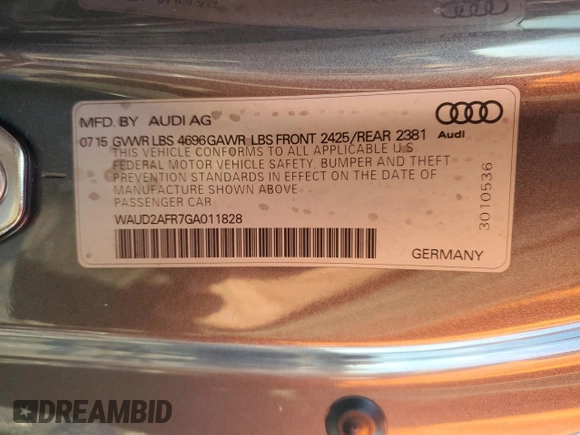 MFD. BY AUDI AG
Audi
07 15 GVWR LBS 4696 GAWR LBS FRONT 2425/REAR 2381
THIS VEHICLE CONFORMS TO ALL APPLICABLE U.S
FEDERAL MOTOR VEHICLE SAFETY, BUMPER AND THEFT
PREVENTION STANDARDS IN EFFECT ON THE DATE OF
MANUFACTURE SHOWN ABOVE.
PASSENGER CAR
WAUD2AFR7GA011828
3010536
GERMANY
DREAMBID